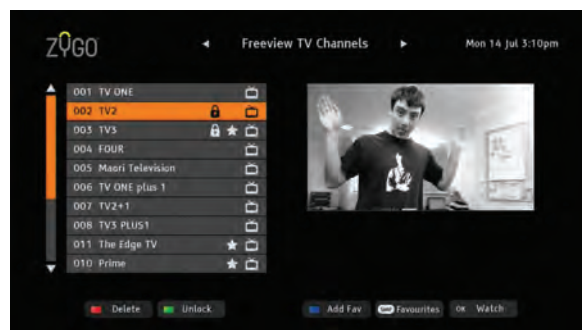 ZYGO
Freeview TV Channels
Mon 14 Jul 3:10pm
001 TV ONE
002 TV2
003 TV3
004 FOUR
005 Maori Television
006 TV ONE plus 1
007 TV2+1
008 TV3 PLUS1
011 The Edge TV
010 Prime
Delete Unlock Add Fav Favourites OK Watch